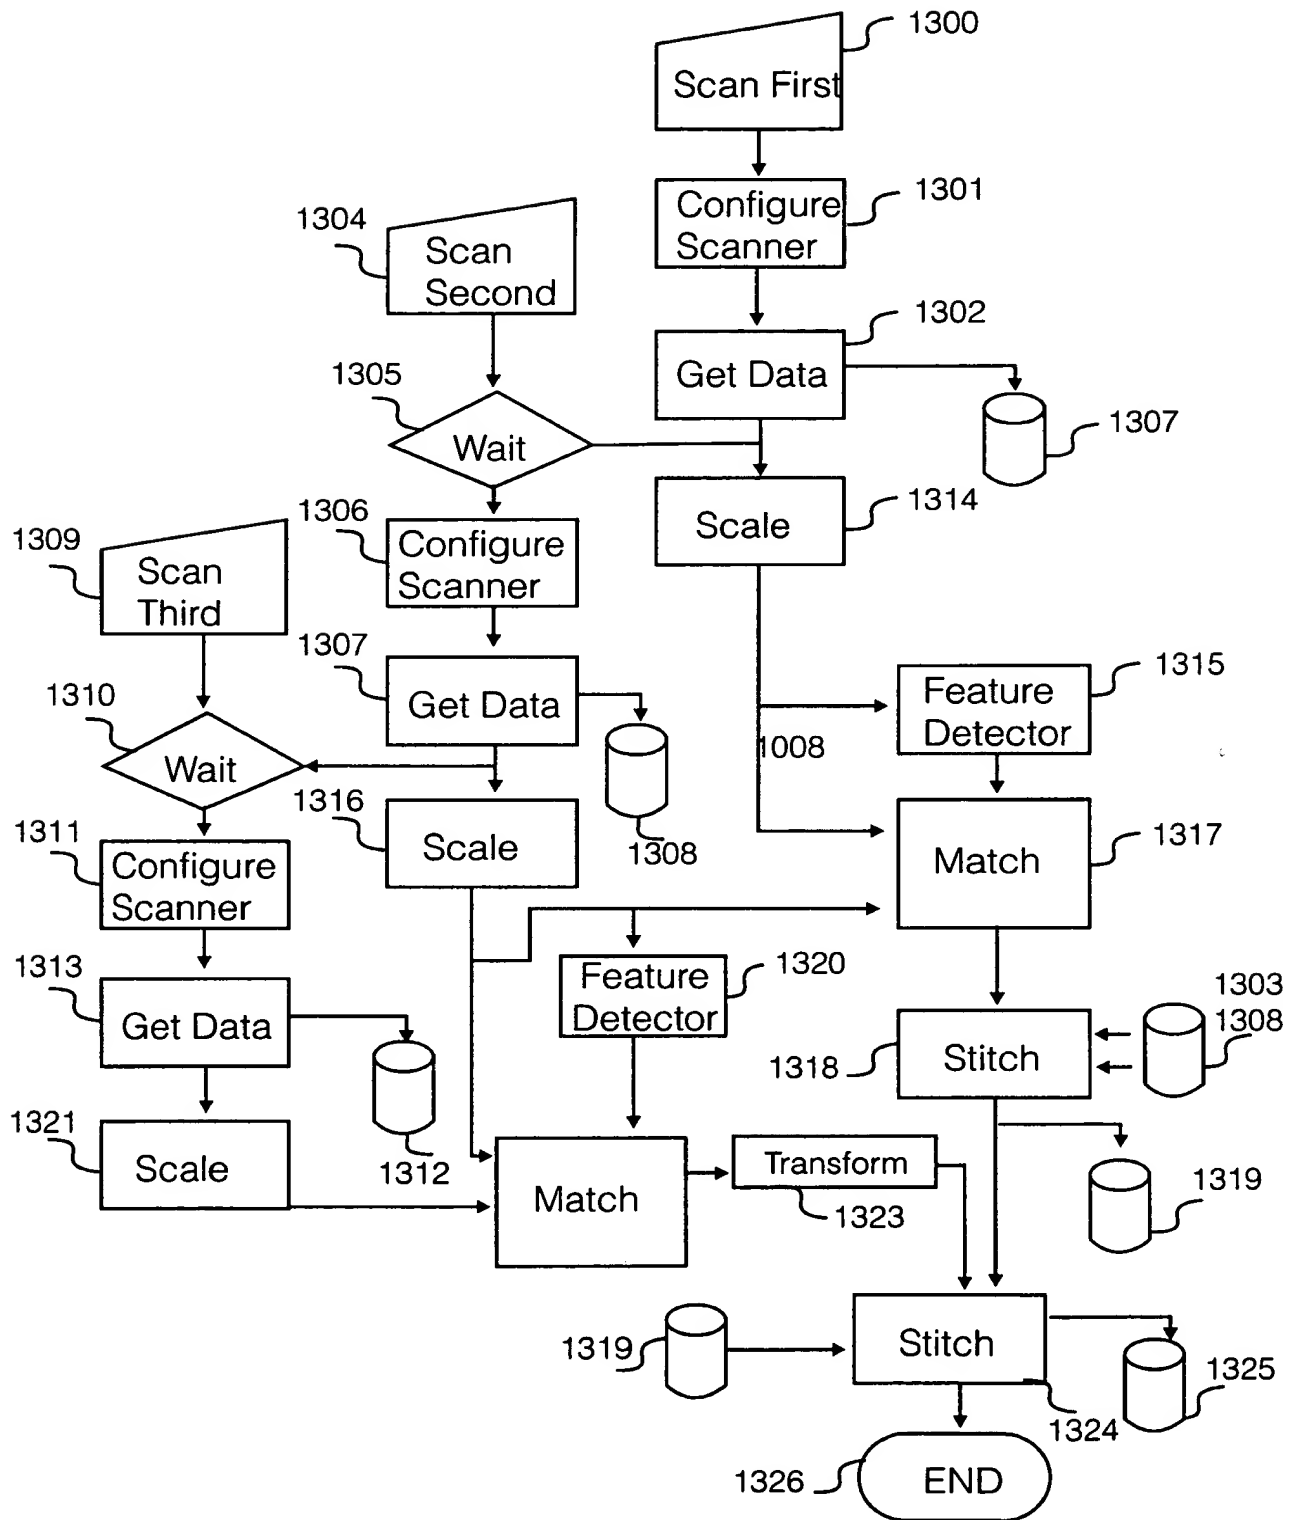 1300
Scan First
1301
Configure
Scanner
1304
Scan
Second
1302
Get Data
1305
Wait
1307
1314
Scale
1306
Configure
Scanner
1309
Scan
Third
1307
Get Data
1315
Feature
Detector
1310
Wait
1008
1316
Scale
1308
1317
Match
1311
Configure
Scanner
1320
Feature
Detector
1313
Get Data
1303
1308
1318
Stitch
1321
Scale
1312
Match
Transform
1323
1319
1319
Stitch
1325
1324
1326
END